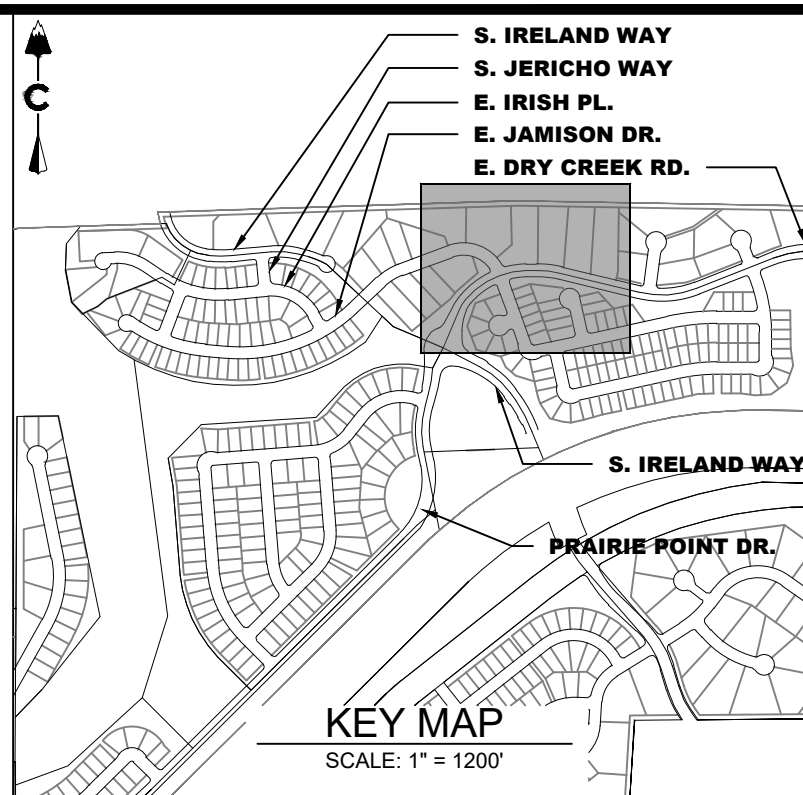 S. IRELAND WAY
S. JERICHO WAY
E. IRISH PL.
E. JAMISON DR.
E. DRY CREEK RD.
C
S. IRELAND WAY
PRAIRIE POINT DR.
KEY MAP
SCALE: 1" = 1200'